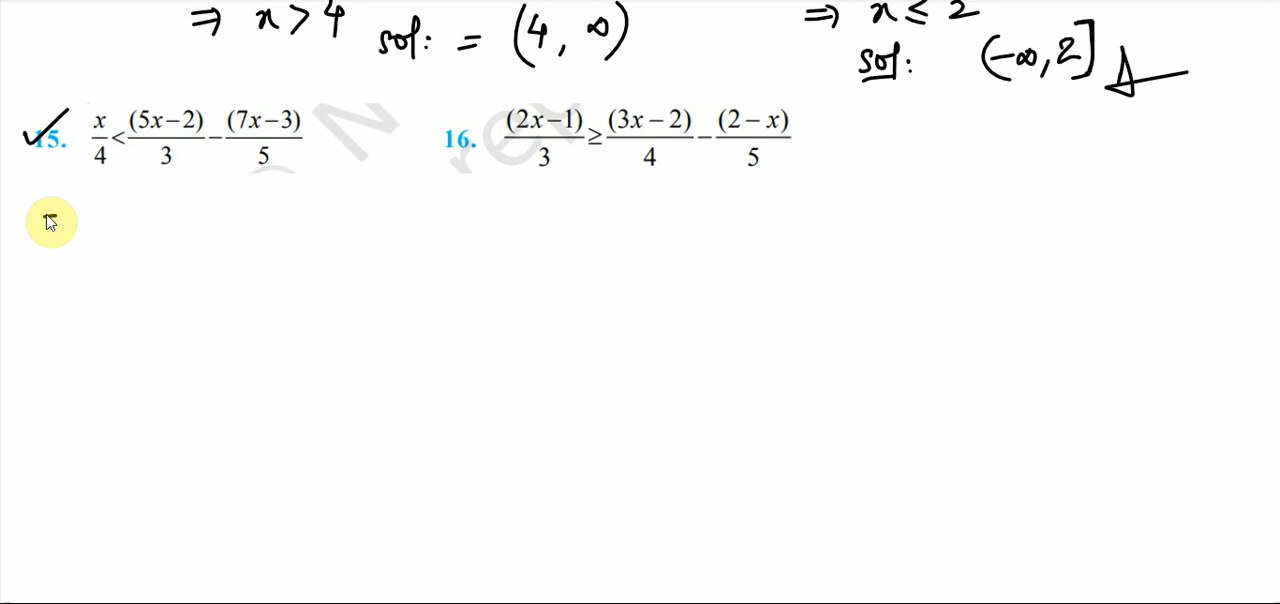 ⇒ x > 4 sol: = (4, ∞)
⇒ x ≤ 2
sol: (-∞, 2]
15. x/4 < (5x−2)/3 − (7x−3)/5
16. (2x−1)/3 ≥ (3x−2)/4 − (2−x)/5